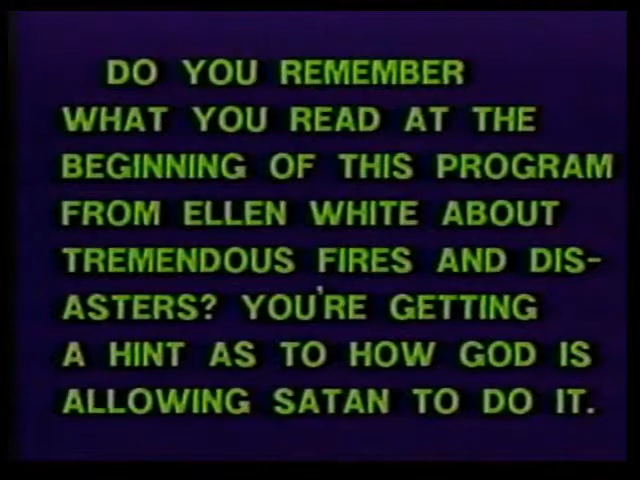 DO YOU REMEMBER
WHAT YOU READ AT THE
BEGINNING OF THIS PROGRAM
FROM ELLEN WHITE ABOUT
TREMENDOUS FIRES AND DIS-
ASTERS? YOU'RE GETTING
A HINT AS TO HOW GOD IS
ALLOWING SATAN TO DO IT.